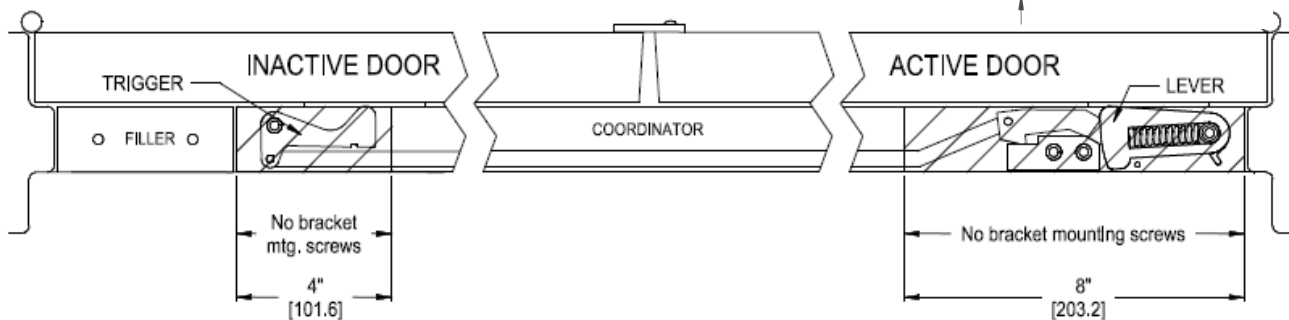 INACTIVE DOOR
ACTIVE DOOR
TRIGGER
LEVER
FILLER
COORDINATOR
No bracket
mtg. screws
No bracket mounting screws
4"
[101.6]
8"
[203.2]